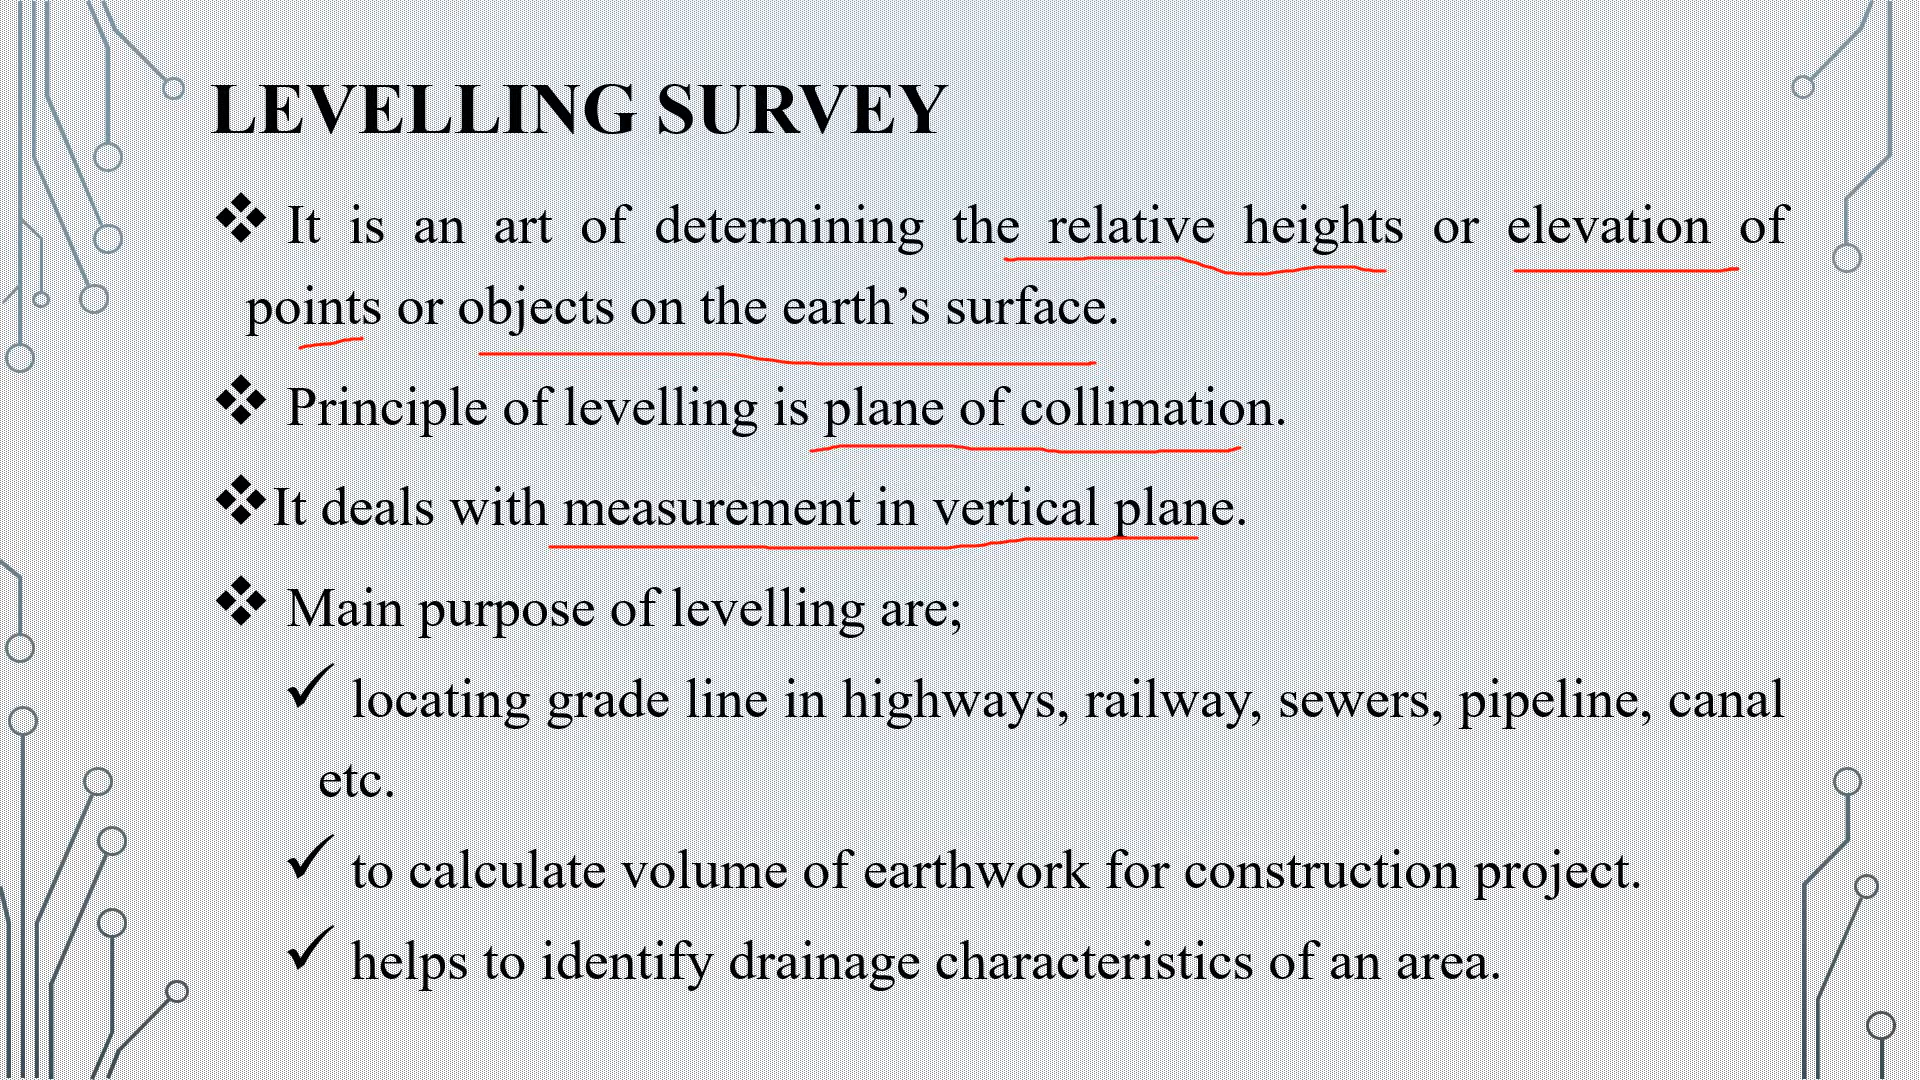 LEVELLING SURVEY
❖ It is an art of determining the relative heights or elevation of
points or objects on the earth’s surface.
❖ Principle of levelling is plane of collimation.
❖It deals with measurement in vertical plane.
❖ Main purpose of levelling are;
✓ locating grade line in highways, railway, sewers, pipeline, canal
etc.
✓ to calculate volume of earthwork for construction project.
✓ helps to identify drainage characteristics of an area.